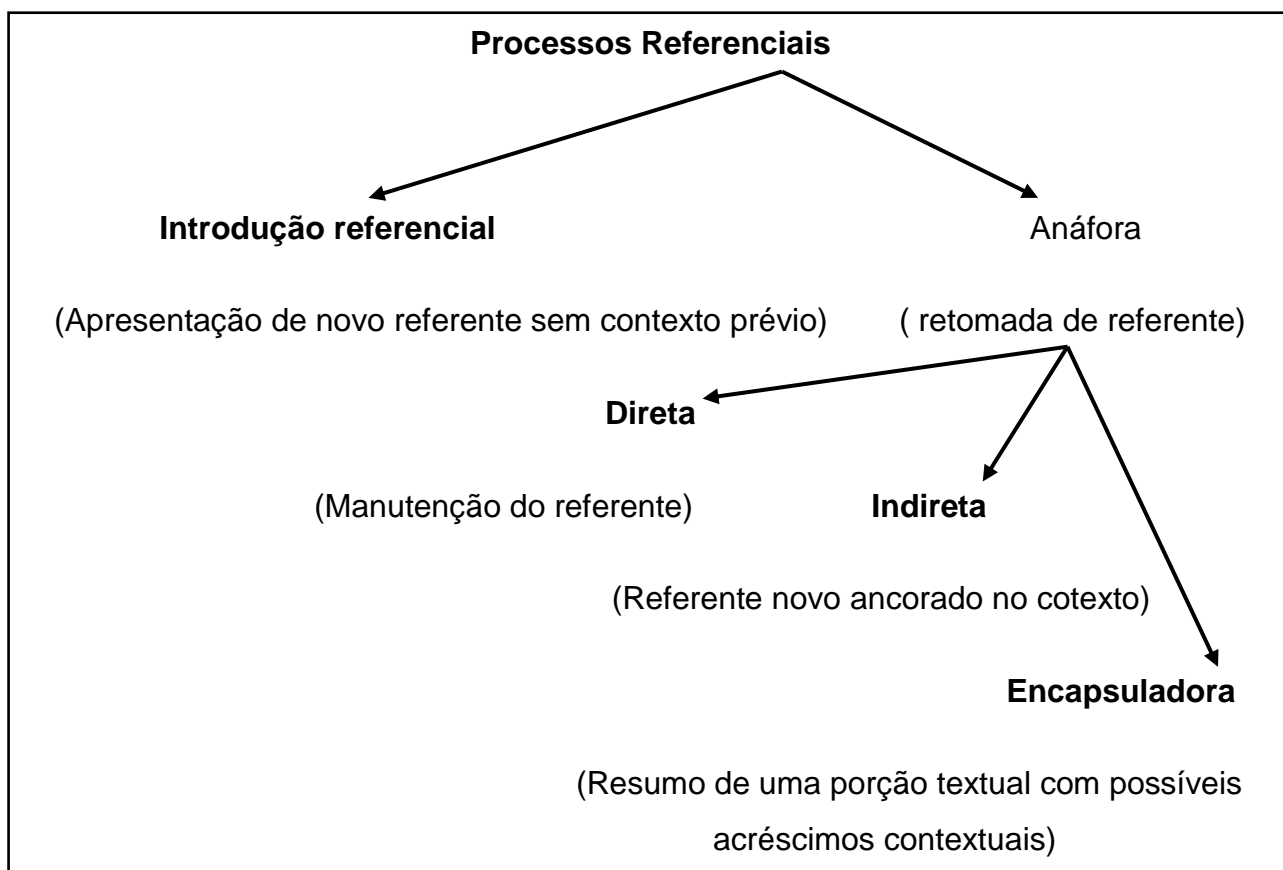 Processos Referenciais
Introdução referencial
Anáfora
(Apresentação de novo referente sem contexto prévio)
( retomada de referente)
Direta
(Manutenção do referente)
Indireta
(Referente novo ancorado no cotexto)
Encapsuladora
(Resumo de uma porção textual com possíveis
acréscimos contextuais)